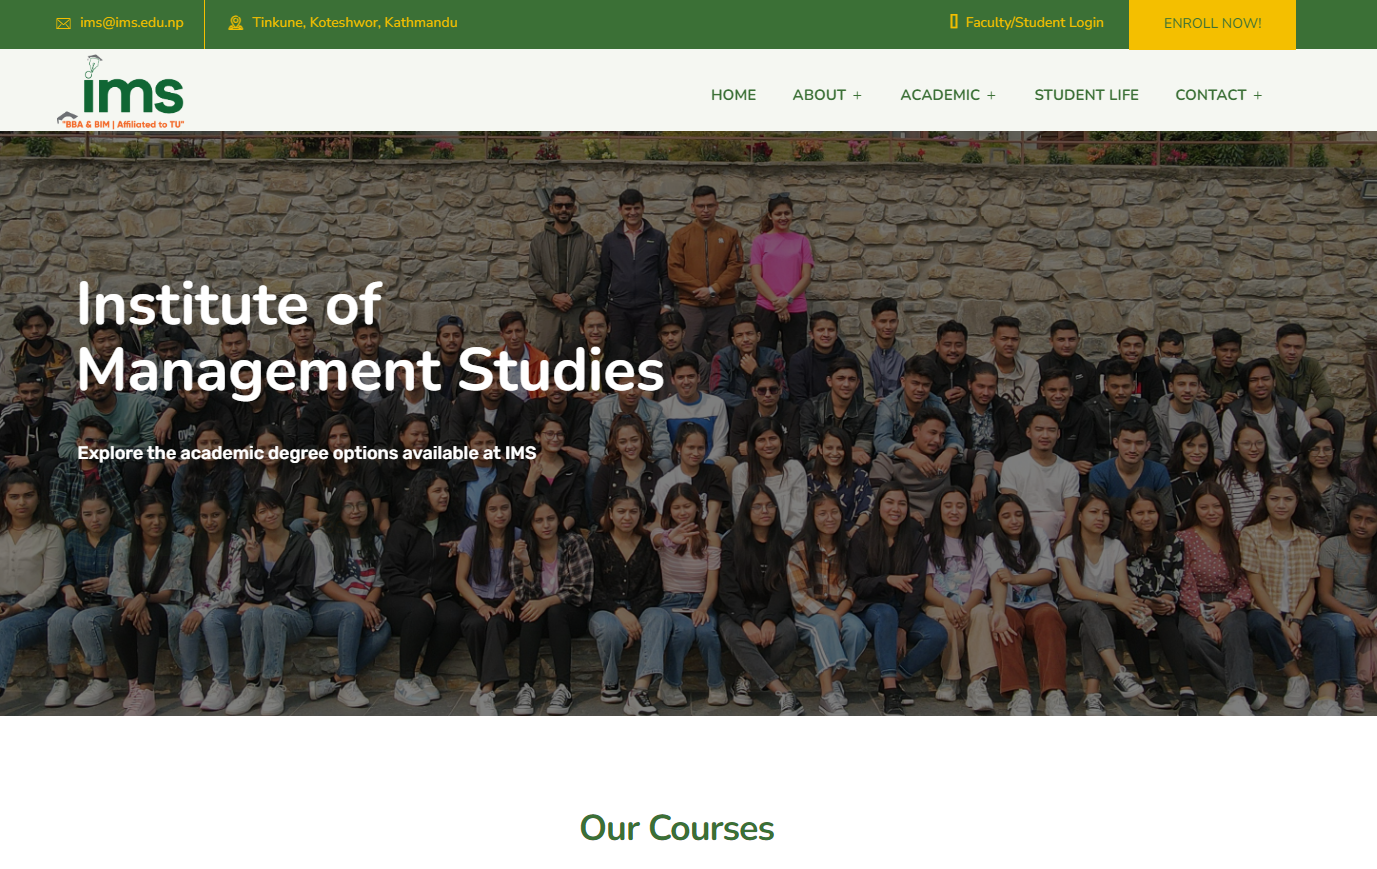 ims@ims.edu.np
Tinkune, Koteshwor, Kathmandu
Faculty/Student Login
ENROLL NOW!
ims
"BBA & BIM | Affiliated to TU"
HOME
ABOUT +
ACADEMIC +
STUDENT LIFE
CONTACT +
Institute of
Management Studies
Explore the academic degree options available at IMS
Our Courses